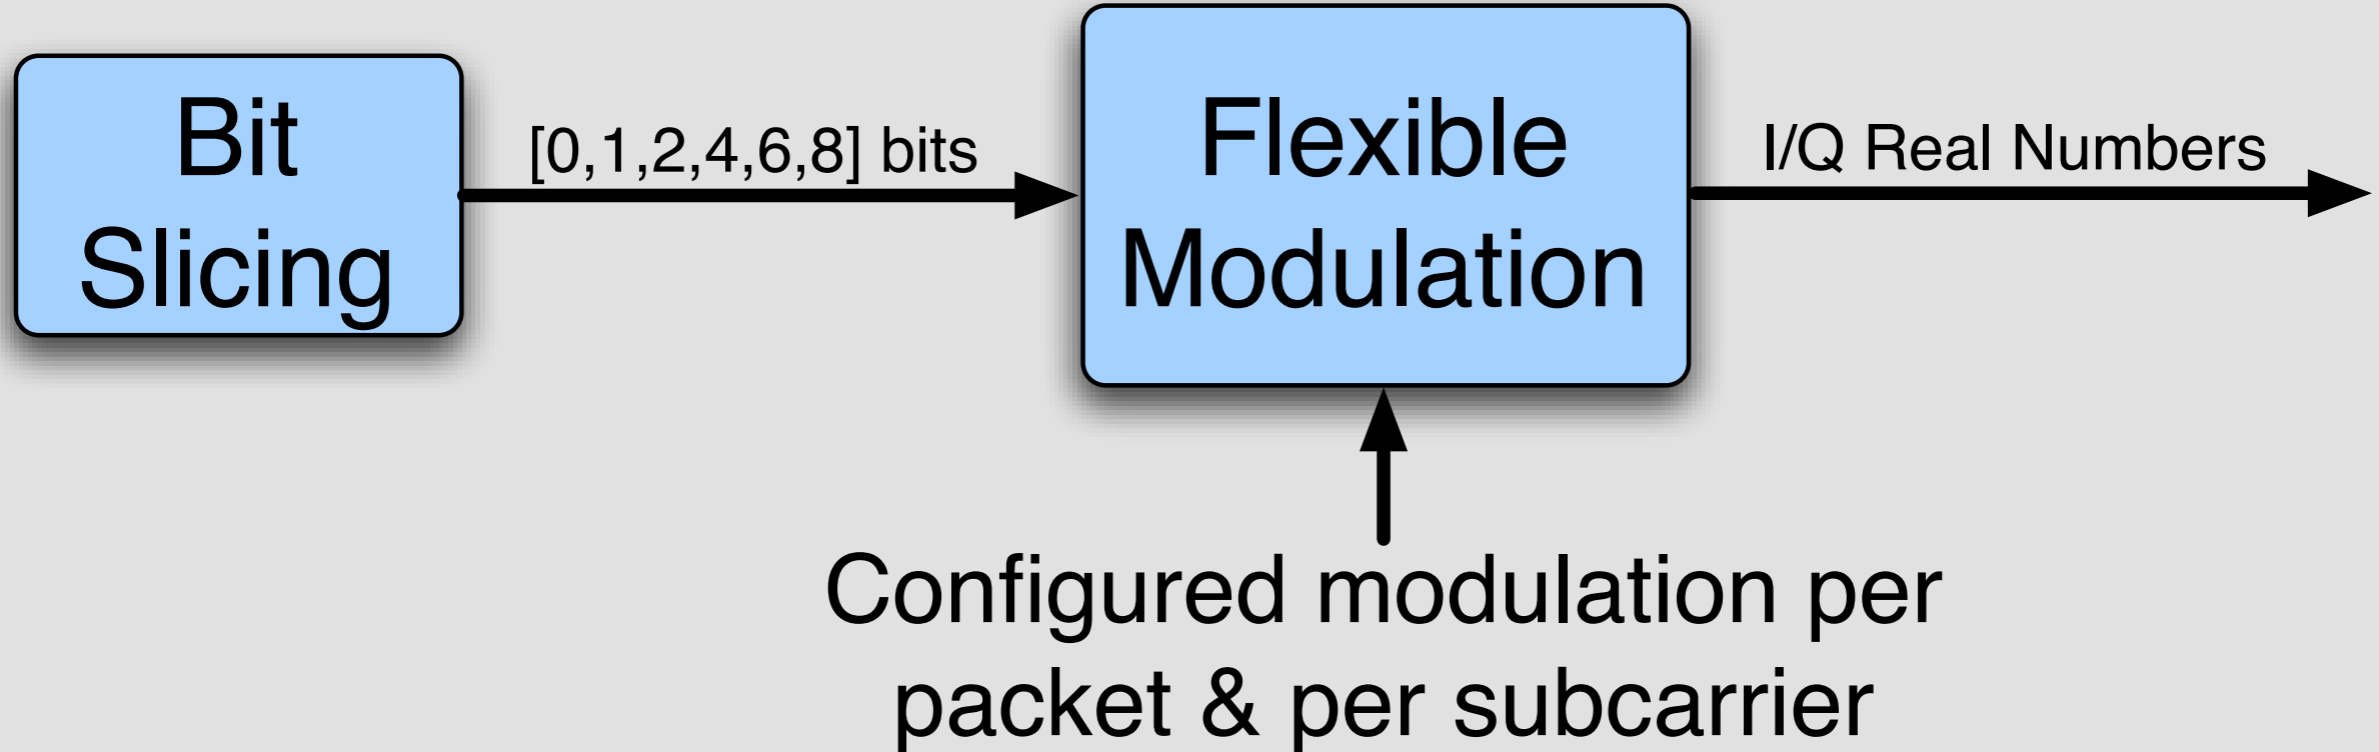 Bit
Slicing
[0,1,2,4,6,8] bits
Flexible
Modulation
I/Q Real Numbers
Configured modulation per
packet & per subcarrier